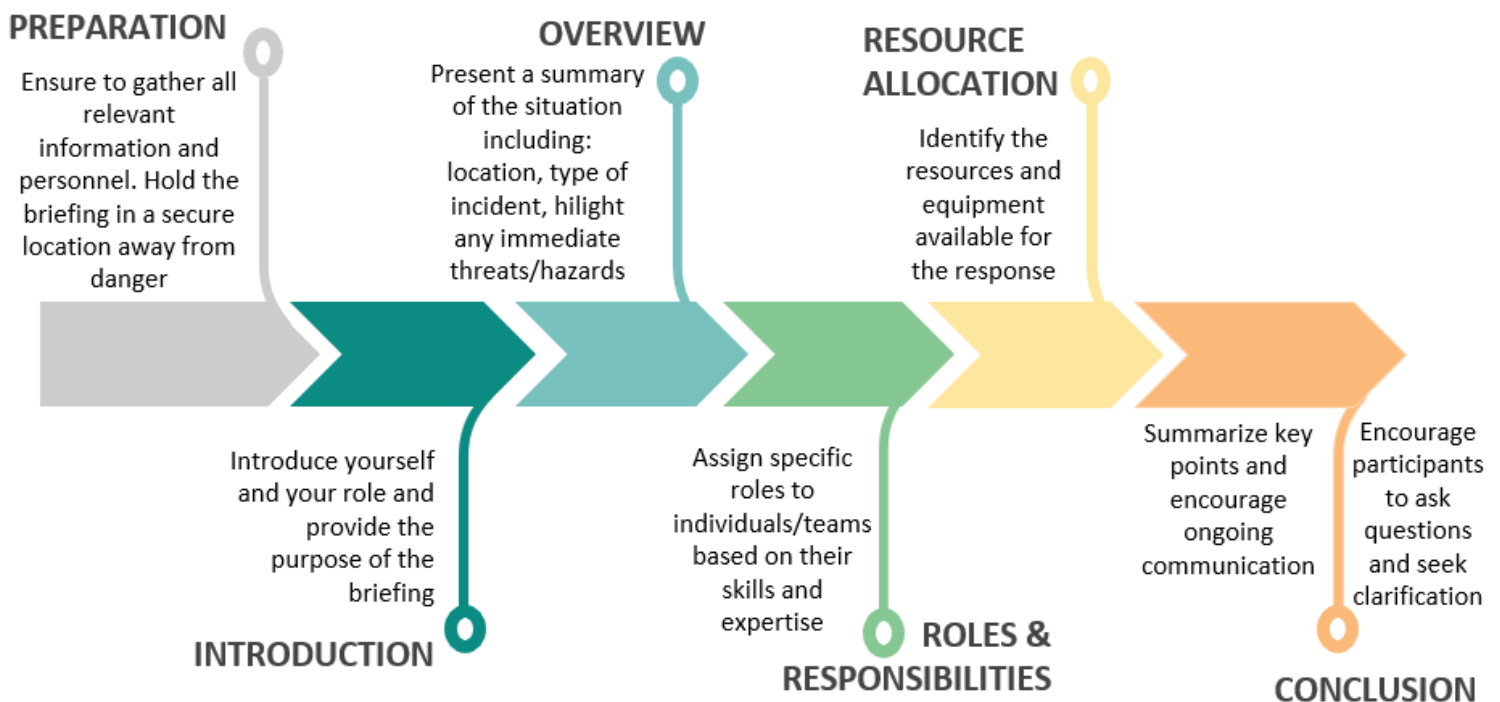 PREPARATION
Ensure to gather all
relevant
information and
personnel. Hold the
briefing in a secure
location away from
danger
INTRODUCTION
Introduce yourself
and your role and
provide the
purpose of the
briefing
OVERVIEW
Present a summary
of the situation
including:
location, type of
incident, hilight
any immediate
threats/hazards
ROLES &
RESPONSIBILITIES
Assign specific
roles to
individuals/teams
based on their
skills and
expertise
RESOURCE
ALLOCATION
Identify the
resources and
equipment
available for
the response
CONCLUSION
Summarize key
points and
encourage
ongoing
communication
Encourage
participants
to ask
questions
and seek
clarification